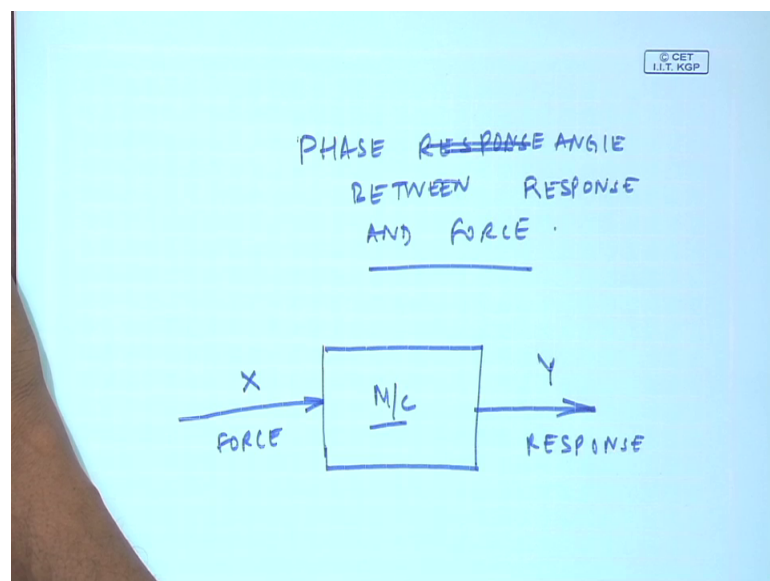 © CET
I.I.T. KGP
PHASE RESPONSE ANGLE
BETWEEN RESPONSE
AND FORCE.
X
Y
M/C
FORCE
RESPONSE